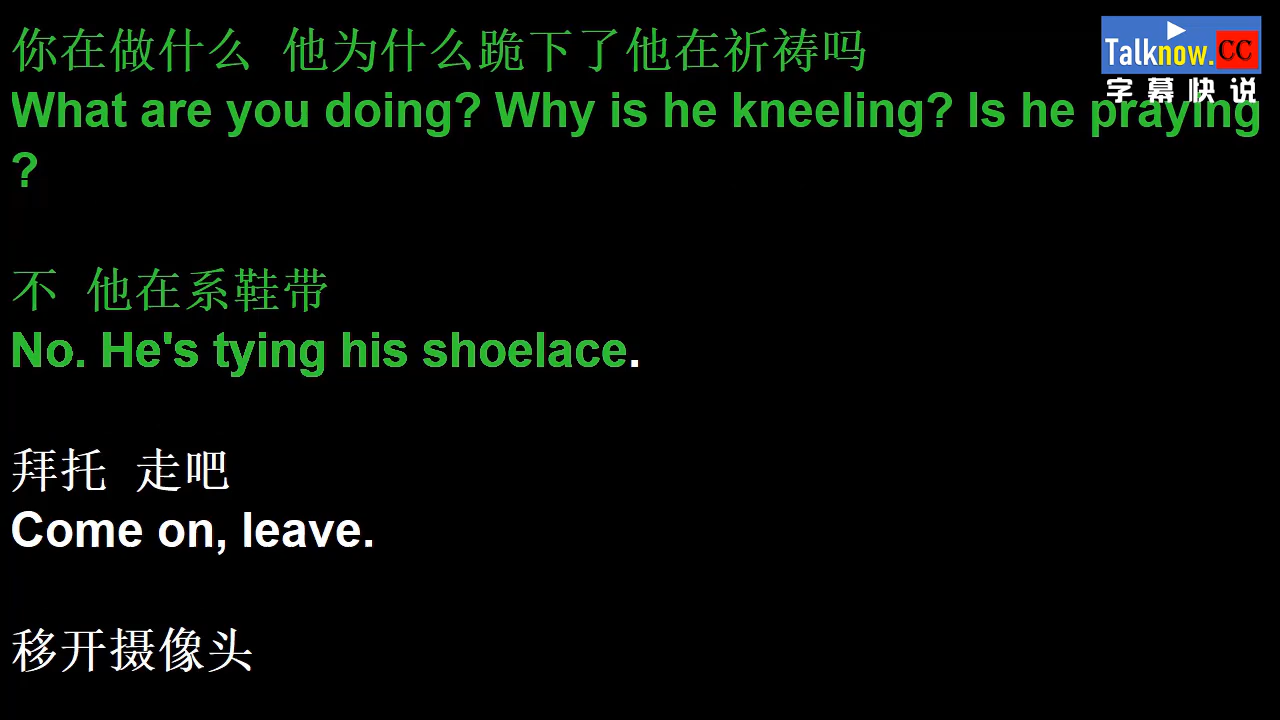 你在做什么 他为什么跪下了他在祈祷吗
What are you doing? Why is he kneeling? Is he praying
?
不 他在系鞋带
No. He's tying his shoelace.
拜托 走吧
Come on, leave.
移开摄像头
Talknow.CC
字幕快说